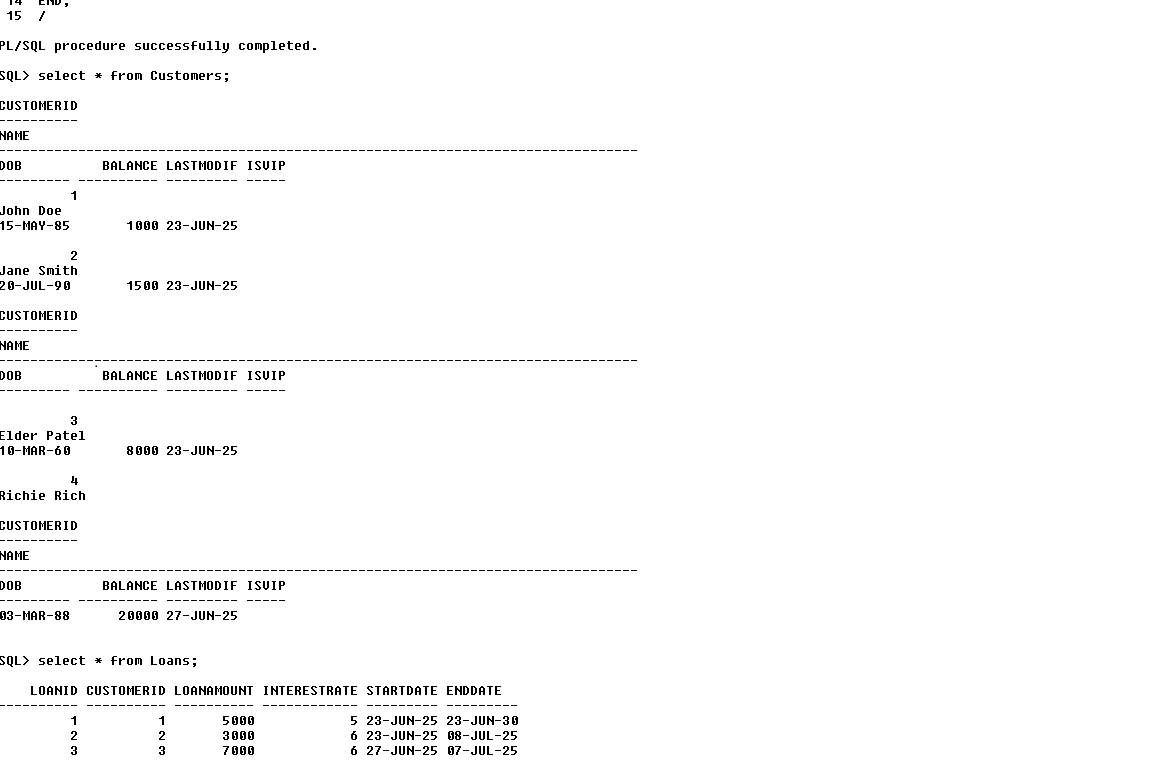 14  END;
15  /
PL/SQL procedure successfully completed.
SQL> select * from Customers;
CUSTOMERID
----------
NAME
--------------------------------------------------------------------------------
DOB          BALANCE LASTMODIF ISVIP
--------- ---------- --------- -----
         1
John Doe
15-MAY-85       1000 23-JUN-25
         2
Jane Smith
20-JUL-90       1500 23-JUN-25
CUSTOMERID
----------
NAME
--------------------------------------------------------------------------------
DOB          BALANCE LASTMODIF ISVIP
--------- ---------- --------- -----
         3
Elder Patel
10-MAR-60       8000 23-JUN-25
         4
Richie Rich
CUSTOMERID
----------
NAME
--------------------------------------------------------------------------------
DOB          BALANCE LASTMODIF ISVIP
--------- ---------- --------- -----
03-MAR-88      20000 27-JUN-25
SQL> select * from Loans;
    LOANID CUSTOMERID LOANAMOUNT INTERESTRATE STARTDATE ENDDATE
---------- ---------- ---------- ------------ --------- ---------
         1          1       5000            5 23-JUN-25 23-JUN-30
         2          2       3000            6 23-JUN-25 08-JUL-25
         3          3       7000            6 27-JUN-25 07-JUL-25